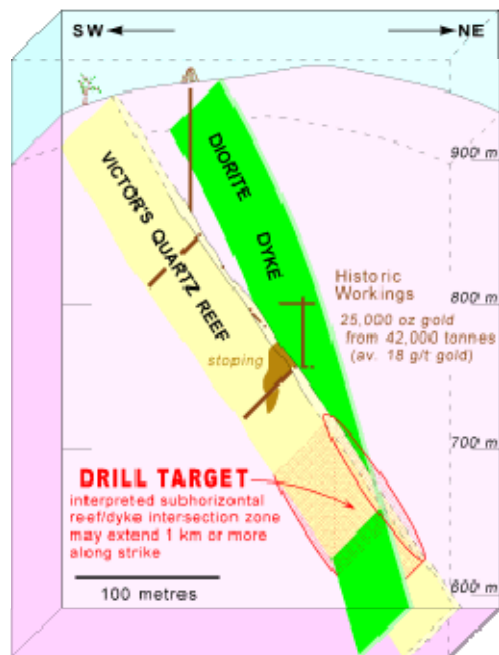 SW
NE
900 m
DIORITE DYKE
VICTOR'S QUARTZ REEF
Historic
Workings
800 m
25,000 oz gold
from 42,000 tonnes
(av. 18 g/t gold)
stoping
700 m
DRILL TARGET
interpreted subhorizontal
reef/dyke intersection zone
may extend 1 km or more
along strike
100 metres
600 m